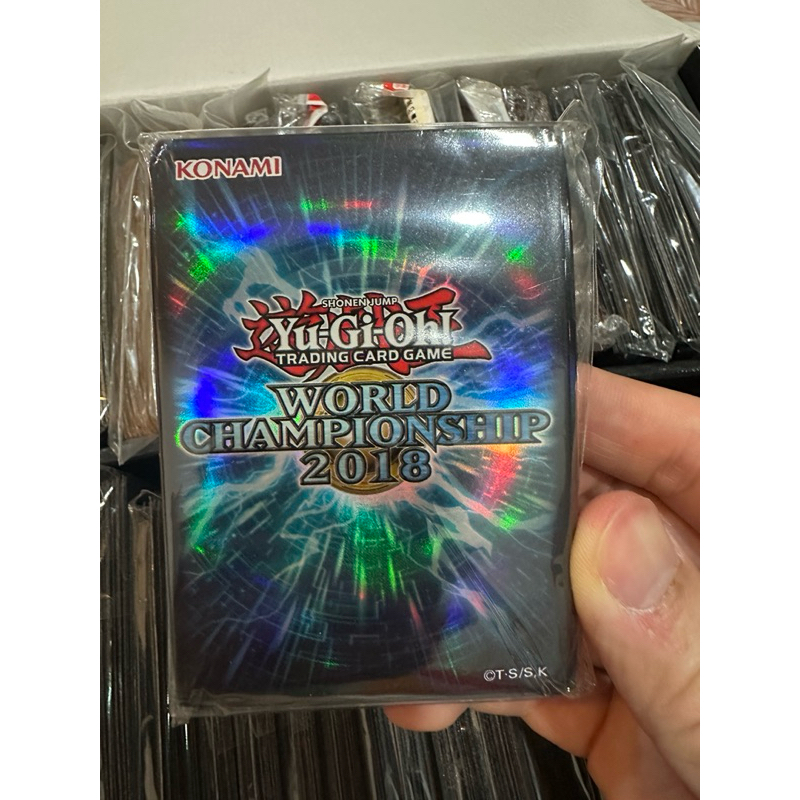 KONAMI
SHONEN JUMP
Yu-Gi-Oh!
TRADING CARD GAME
WORLD
CHAMPIONSHIP
2018
©T·S/S,K